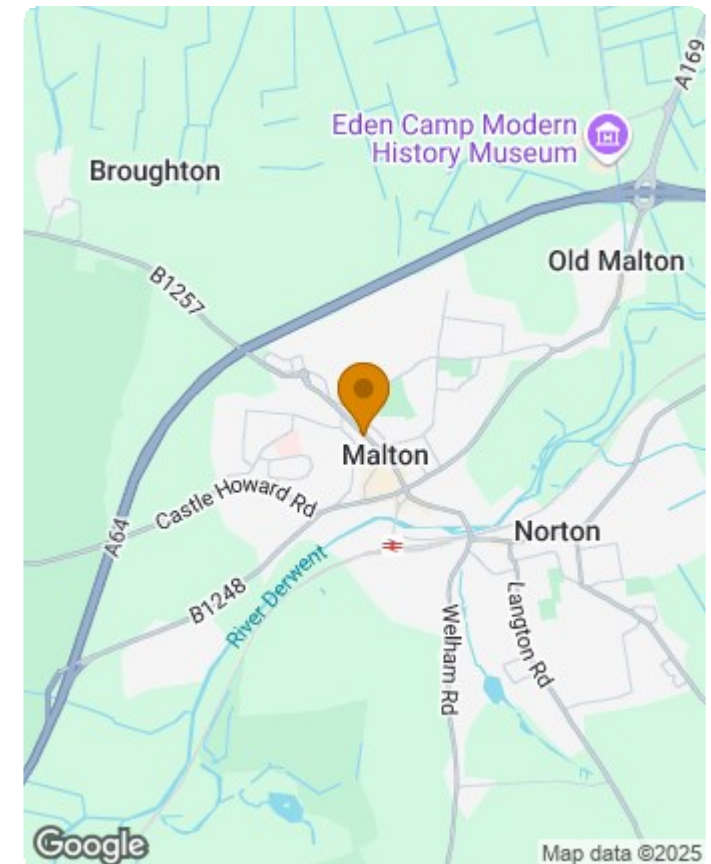 A169
Eden Camp Modern
History Museum
Broughton
Old Malton
B1257
Malton
Castle Howard Rd
A64
Norton
B1248
River Derwent
Langton Rd
Welham Rd
Google
Map data ©2025